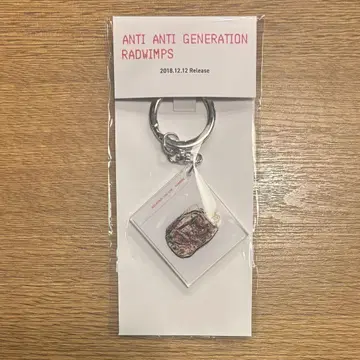 ANTI ANTI GENERATION
RADWIMPS
2018.12.12 Release